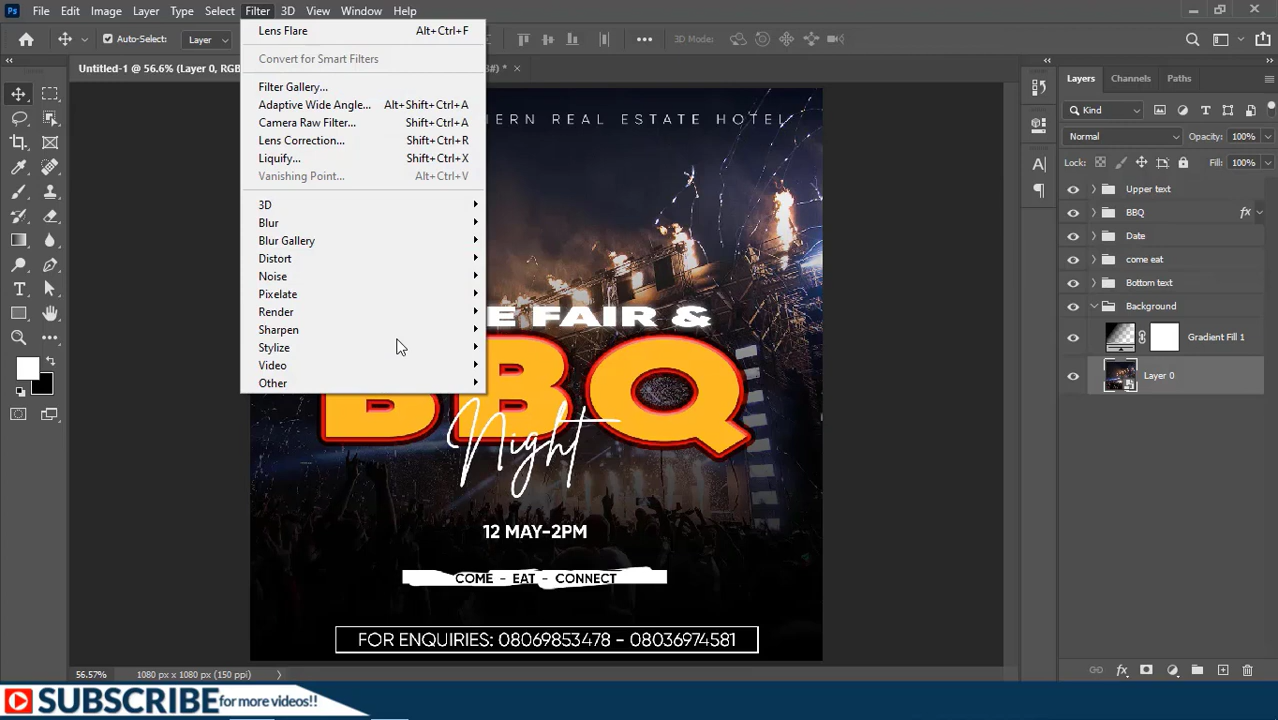 Ps File Edit Image Layer Type Select Filter 3D View Window Help
Auto-Select: Layer 3D Mode:
Untitled-1 @ 56.6% (Layer 0, RGB #) *
Lens Flare Alt+Ctrl+F
Convert for Smart Filters
Filter Gallery...
Adaptive Wide Angle... Alt+Shift+Ctrl+A
Camera Raw Filter... Shift+Ctrl+A
Lens Correction... Shift+Ctrl+R
Liquify... Shift+Ctrl+X
Vanishing Point... Alt+Ctrl+V
3D
Blur
Blur Gallery
Distort
Noise
Pixelate
Render
Sharpen
Stylize
Video
Other
HERN REAL ESTATE HOTEL
E FAIR &
BBQ
Night
12 MAY-2PM
COME - EAT - CONNECT
FOR ENQUIRIES: 08069853478 - 08036974581
Layers Channels Paths
Kind
Normal Opacity: 100%
Lock: Fill: 100%
Upper text
BBQ fx
Date
come eat
Bottom text
Background
Gradient Fill 1
Layer 0
fx
56.57% 1080 px x 1080 px (150 ppi)
SUBSCRIBE for more videos!!